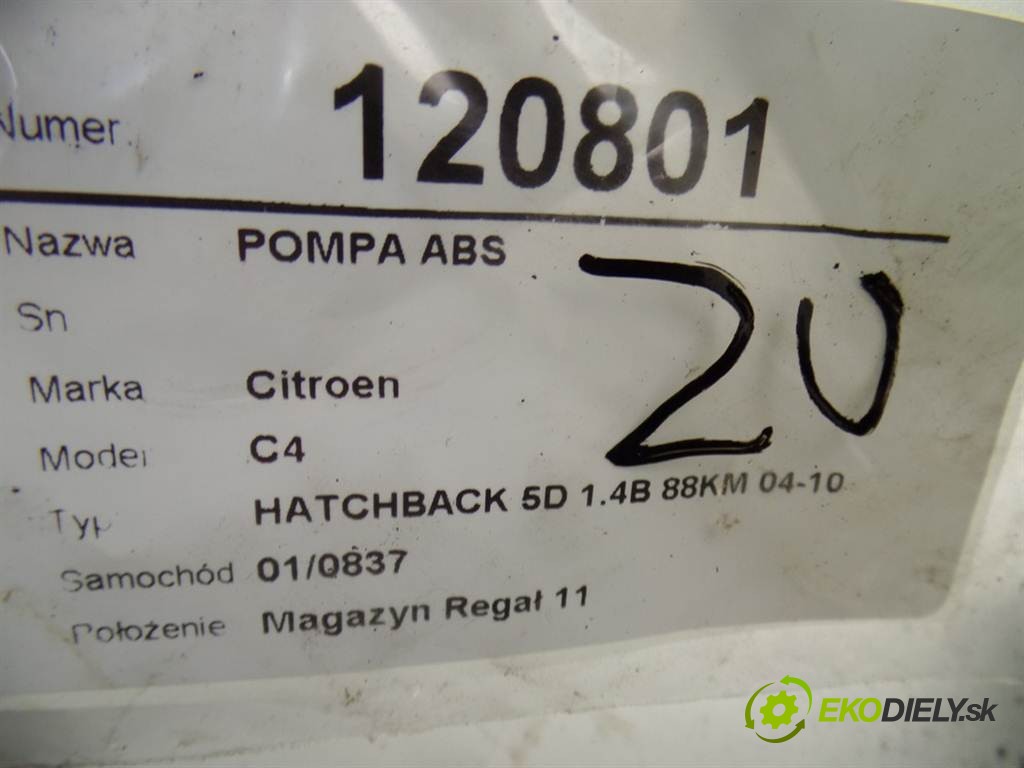 Numer. 120801
Nazwa POMPA ABS
Sn
Marka Citroen
Model C4
Typ HATCHBACK 5D 1.4B 88KM 04-10
Samochód 01/0837
Położenie Magazyn Regał 11
20
EKODIELY.sk